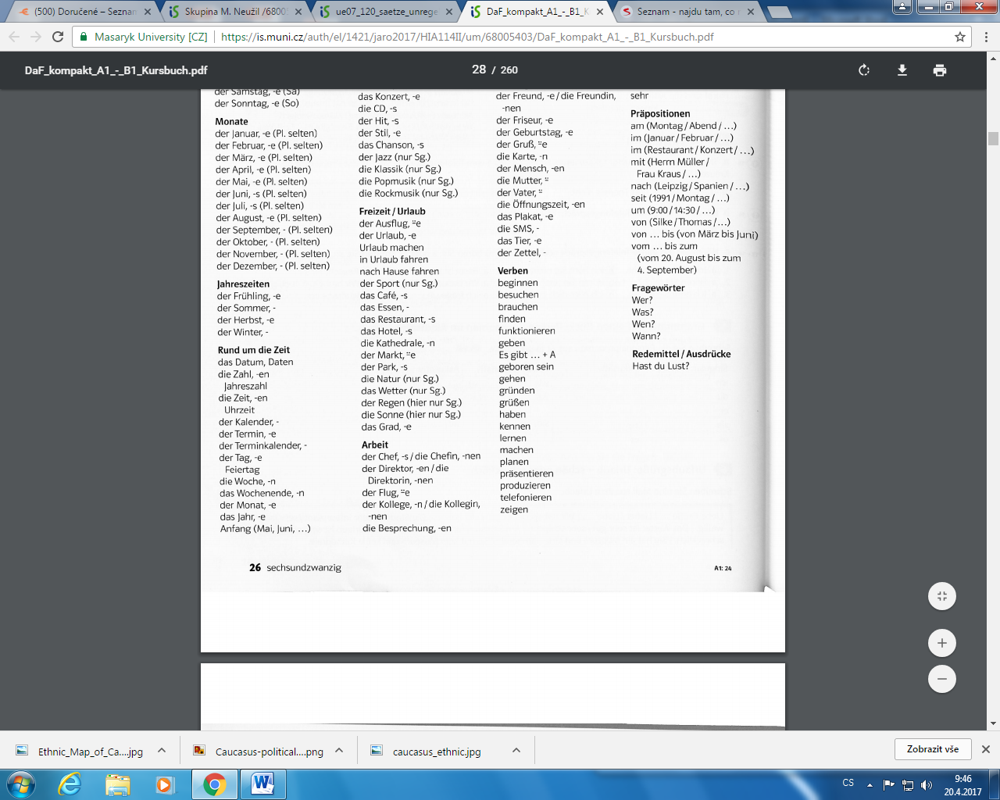 (500) Doručené – Seznam
Skupina M. Neužil /6800
ue07_120_saetze_unrege
DaF_kompakt_A1_-_B1_K
Seznam - najdu tam, co
Masaryk University [CZ]
https://is.muni.cz/auth/el/1421/jaro2017/HIA114II/um/68005403/DaF_kompakt_A1_-_B1_Kursbuch.pdf
DaF_kompakt_A1_-_B1_Kursbuch.pdf
28 / 260
der Samstag, -e (Sa)
der Sonntag, -e (So)
Monate
der Januar, -e (Pl. selten)
der Februar, -e (Pl. selten)
der März, -e (Pl. selten)
der April, -e (Pl. selten)
der Mai, -e (Pl. selten)
der Juni, -s (Pl. selten)
der Juli, -s (Pl. selten)
der August, -e (Pl. selten)
der September, - (Pl. selten)
der Oktober, - (Pl. selten)
der November, - (Pl. selten)
der Dezember, - (Pl. selten)
Jahreszeiten
der Frühling, -e
der Sommer, -
der Herbst, -e
der Winter, -
Rund um die Zeit
das Datum, Daten
die Zahl, -en
Jahreszahl
die Zeit, -en
Uhrzeit
der Kalender, -
der Termin, -e
der Terminkalender, -
der Tag, -e
Feiertag
die Woche, -n
das Wochenende, -n
der Monat, -e
das Jahr, -e
Anfang (Mai, Juni, …)
das Konzert, -e
die CD, -s
der Hit, -s
der Stil, -e
das Chanson, -s
der Jazz (nur Sg.)
die Klassik (nur Sg.)
die Popmusik (nur Sg.)
die Rockmusik (nur Sg.)
Freizeit / Urlaub
der Ausflug, ¨-e
der Urlaub, -e
Urlaub machen
in Urlaub fahren
nach Hause fahren
der Sport (nur Sg.)
das Café, -s
das Essen, -
das Restaurant, -s
das Hotel, -s
die Kathedrale, -n
der Markt, ¨-e
der Park, -s
die Natur (nur Sg.)
das Wetter (nur Sg.)
der Regen (hier nur Sg.)
die Sonne (hier nur Sg.)
das Grad, -e
Arbeit
der Chef, -s / die Chefin, -nen
der Direktor, -en / die
Direktorin, -nen
der Flug, ¨-e
der Kollege, -n / die Kollegin,
-nen
die Besprechung, -en
der Freund, -e / die Freundin,
-nen
der Friseur, -e
der Geburtstag, -e
der Gruß, ¨-e
die Karte, -n
der Mensch, -en
die Mutter, ¨-
der Vater, ¨-
die Öffnungszeit, -en
das Plakat, -e
die SMS, -
das Tier, -e
der Zettel, -
Verben
beginnen
besuchen
brauchen
finden
funktionieren
geben
Es gibt … + A
geboren sein
gehen
gründen
grüßen
haben
kennen
lernen
machen
planen
präsentieren
produzieren
telefonieren
zeigen
sehr
Präpositionen
am (Montag / Abend / …)
im (Januar / Februar / …)
im (Restaurant / Konzert / …)
mit (Herrn Müller /
Frau Kraus / …)
nach (Leipzig / Spanien / …)
seit (1991 / Montag / …)
um (9:00 / 14:30 / …)
von (Silke / Thomas / …)
von … bis (von März bis Juni)
vom … bis zum
(vom 20. August bis zum
4. September)
Fragewörter
Wer?
Was?
Wen?
Wann?
Redemittel / Ausdrücke
Hast du Lust?
26 sechsundzwanzig
A1: 24
Ethnic_Map_of_Ca....jpg
Caucasus-political....png
caucasus_ethnic.jpg
Zobrazit vše
CS
9:46
20.4.2017